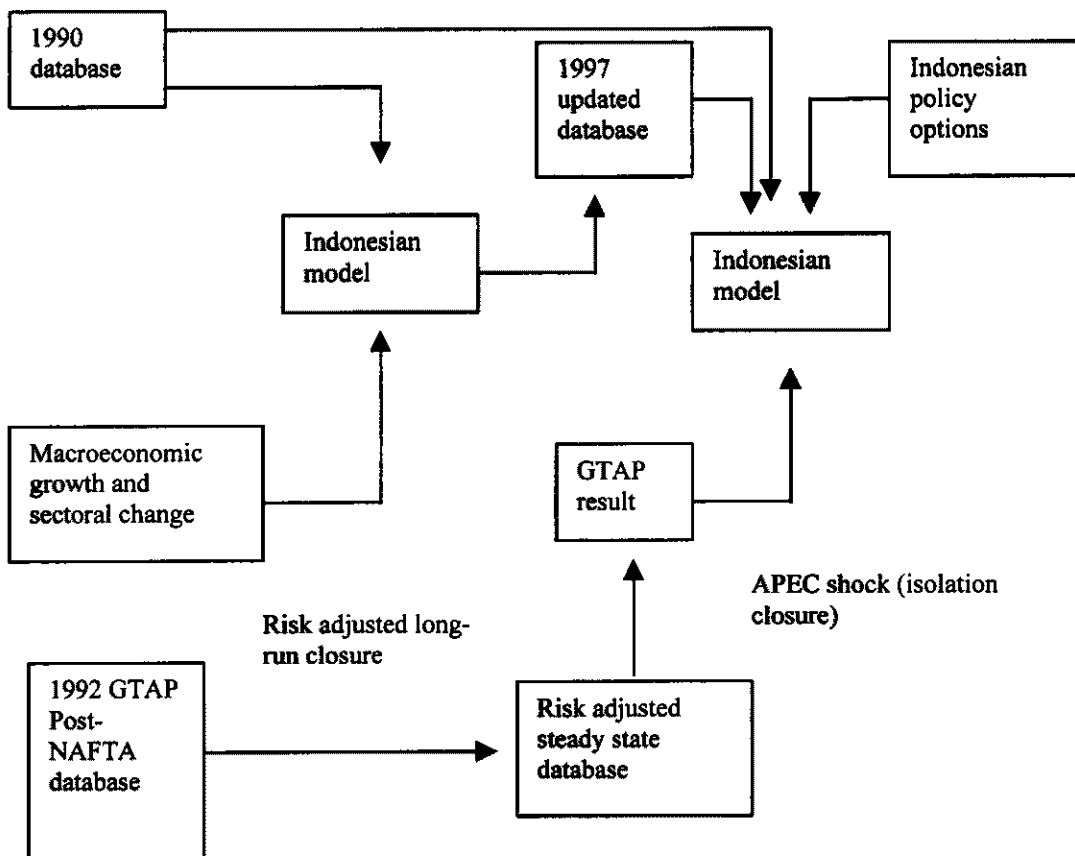 1990
database
1997
updated
database
Indonesian
policy
options
Indonesian
model
Indonesian
model
Macroeconomic
growth and
sectoral change
GTAP
result
APEC shock (isolation
closure)
Risk adjusted long-
run closure
1992 GTAP
Post-
NAFTA
database
Risk adjusted
steady state
database